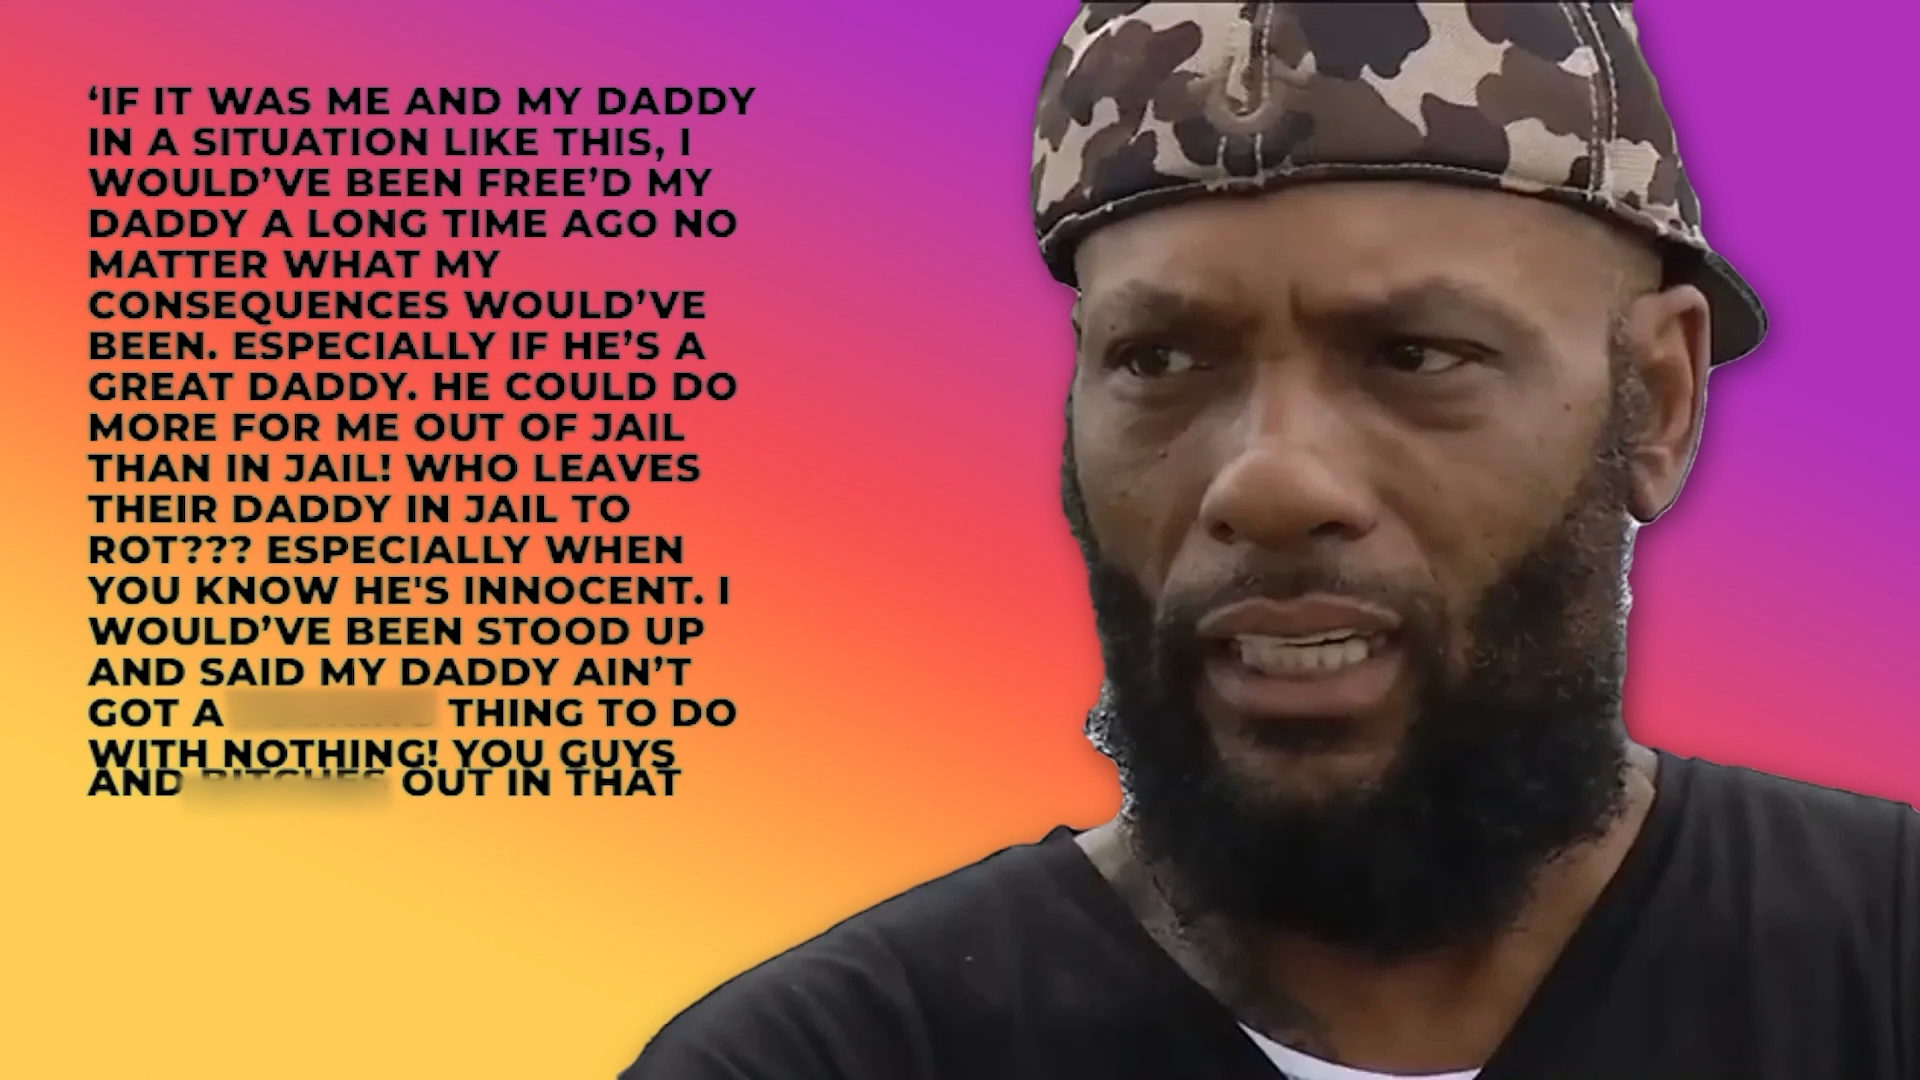 ‘IF IT WAS ME AND MY DADDY
IN A SITUATION LIKE THIS, I
WOULD’VE BEEN FREE’D MY
DADDY A LONG TIME AGO NO
MATTER WHAT MY
CONSEQUENCES WOULD’VE
BEEN. ESPECIALLY IF HE’S A
GREAT DADDY. HE COULD DO
MORE FOR ME OUT OF JAIL
THAN IN JAIL! WHO LEAVES
THEIR DADDY IN JAIL TO
ROT??? ESPECIALLY WHEN
YOU KNOW HE'S INNOCENT. I
WOULD’VE BEEN STOOD UP
AND SAID MY DADDY AIN’T
GOT A THING TO DO
WITH NOTHING! YOU GUYS
AND OUT IN THAT